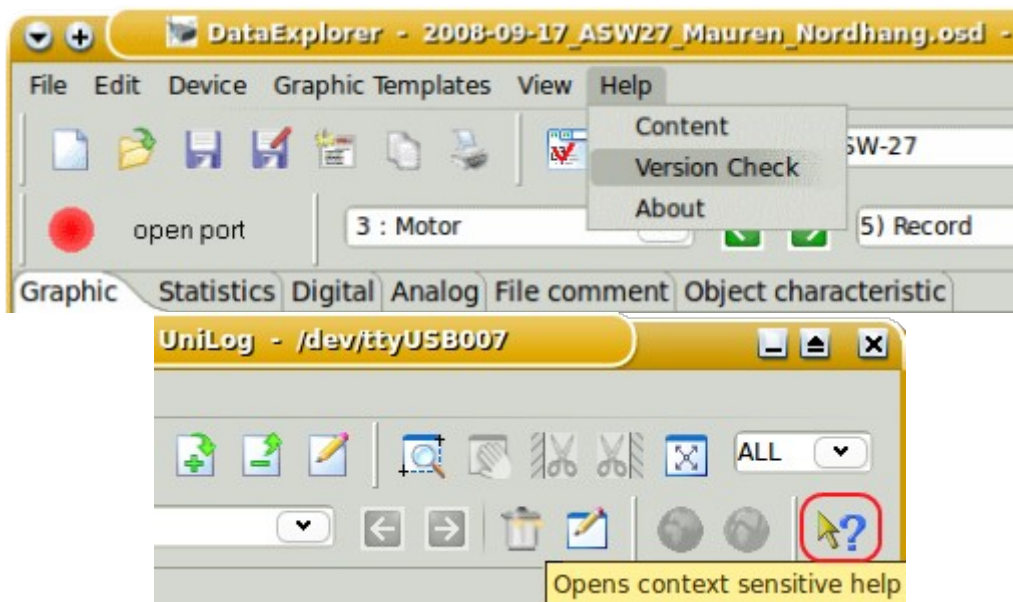 DataExplorer - 2008-09-17_ASW27_Mauren_Nordhang.osd -
File Edit Device Graphic Templates View Help
Content
Version Check
About
SW-27
open port 3 : Motor 5) Record
Graphic Statistics Digital Analog File comment Object characteristic
UniLog - /dev/ttyUSB007
ALL
Opens context sensitive help